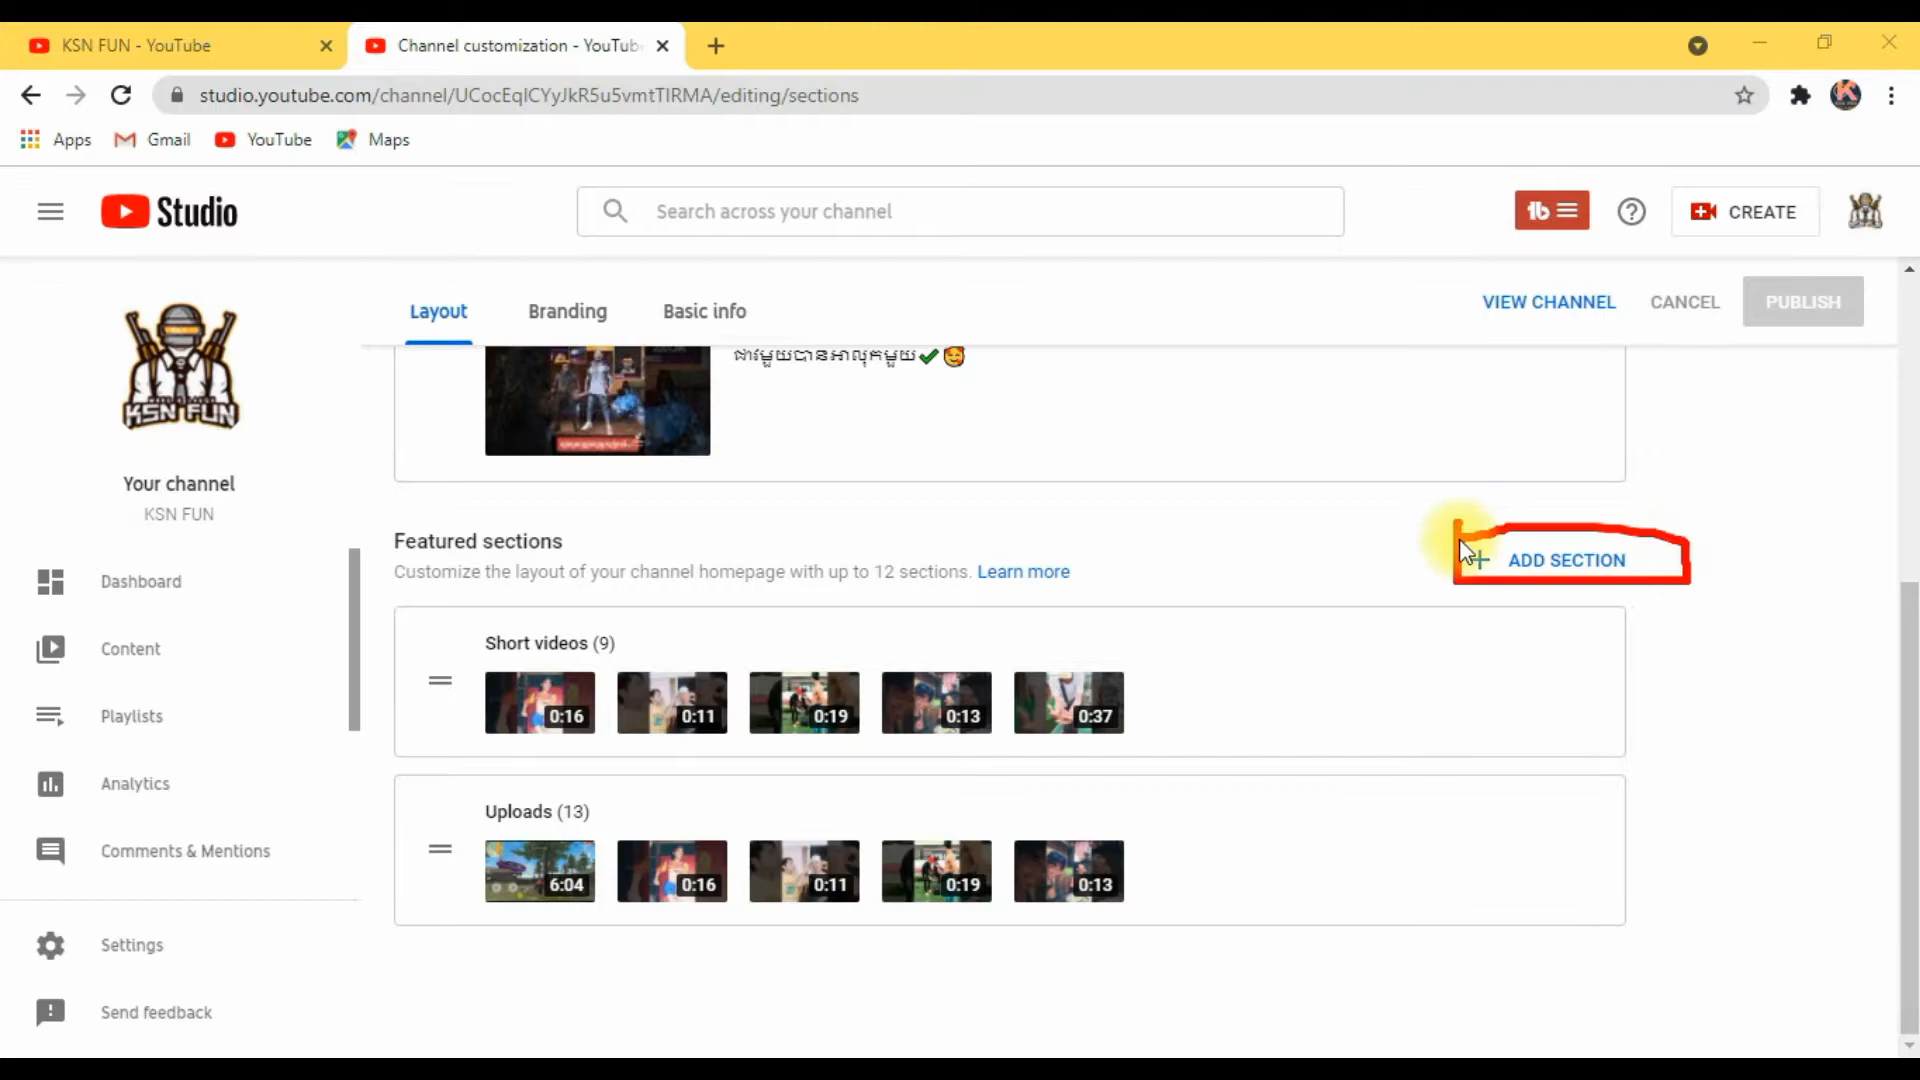 KSN FUN - YouTube
Channel customization - YouTub
studio.youtube.com/channel/UCocEqlCYyJkR5u5vmtTIRMA/editing/sections
Apps
Gmail
YouTube
Maps
Studio
Search across your channel
CREATE
KSN FUN
Your channel
KSN FUN
Dashboard
Content
Playlists
Analytics
Comments & Mentions
Settings
Send feedback
Layout
Branding
Basic info
VIEW CHANNEL
CANCEL
PUBLISH
Featured sections
Customize the layout of your channel homepage with up to 12 sections. Learn more
ADD SECTION
Short videos (9)
0:16
0:11
0:19
0:13
0:37
Uploads (13)
6:04
0:16
0:11
0:19
0:13